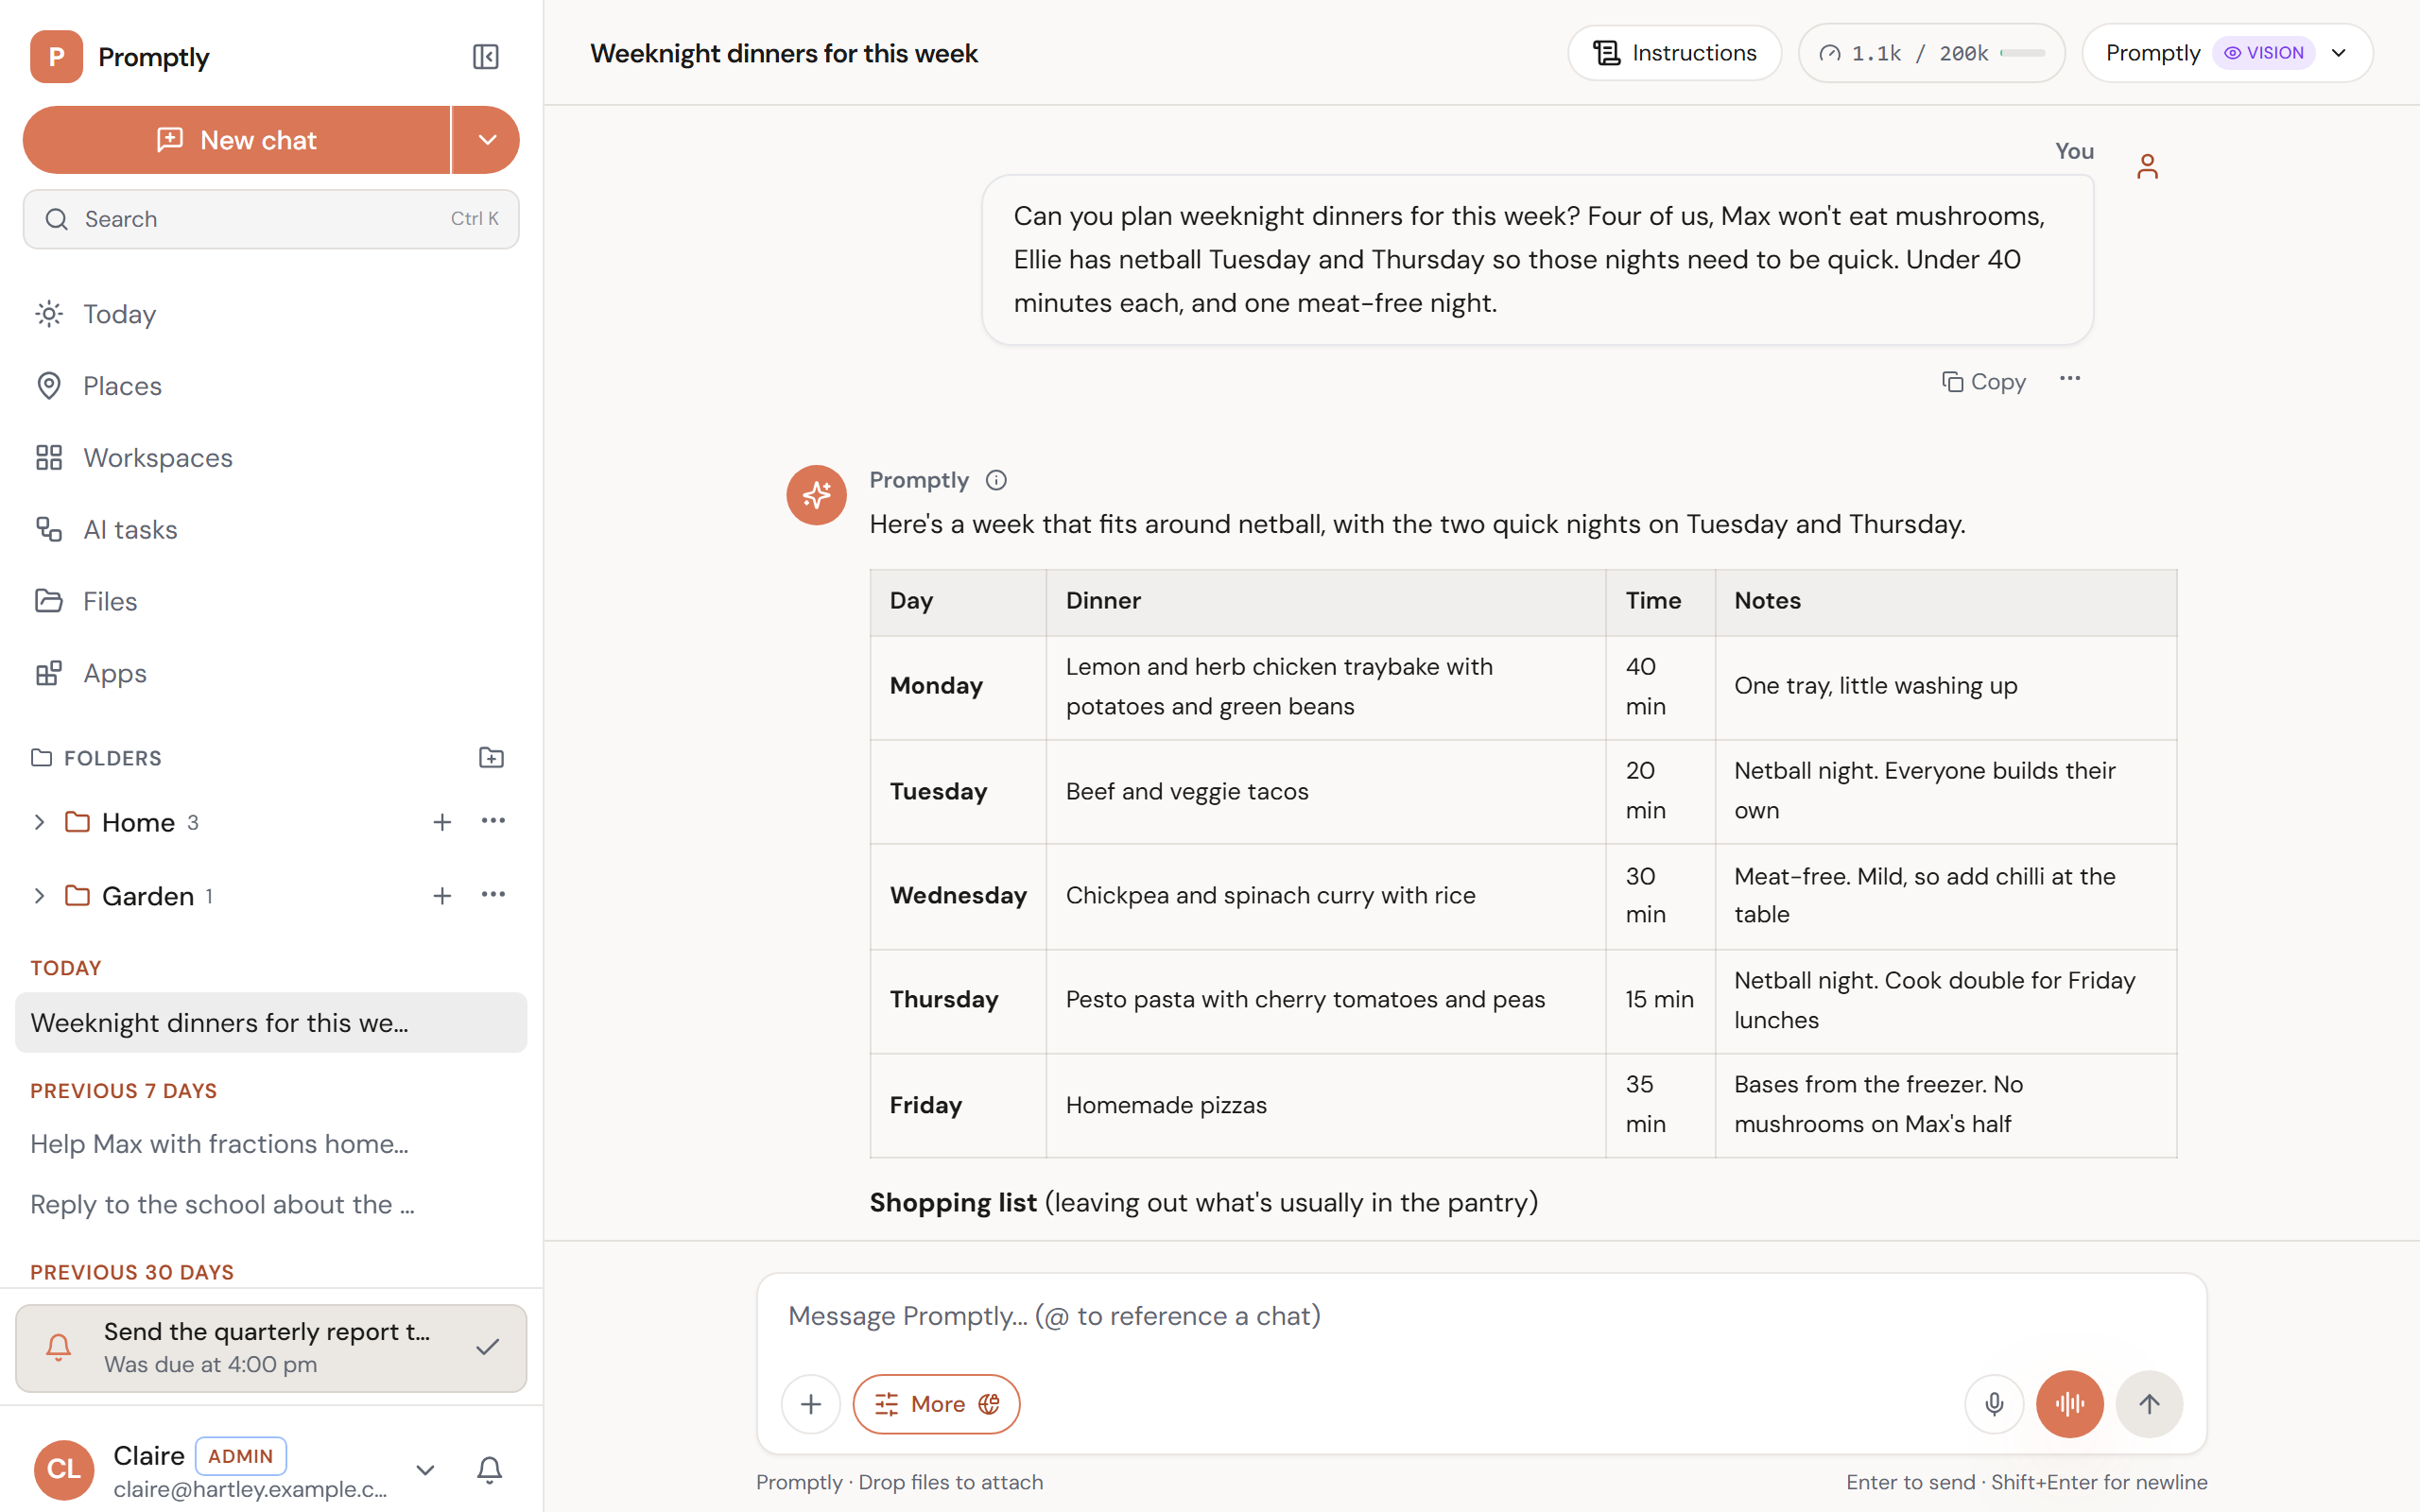 P Promptly
New chat
Search Ctrl K
Today
Places
Workspaces
AI tasks
Files
Apps
FOLDERS
Home 3
Garden 1
TODAY
Weeknight dinners for this we...
PREVIOUS 7 DAYS
Help Max with fractions home...
Reply to the school about the ...
PREVIOUS 30 DAYS
Send the quarterly report t...
Was due at 4:00 pm
CL Claire ADMIN
claire@hartley.example.c...
Weeknight dinners for this week
Instructions
1.1k / 200k
Promptly VISION
You
Can you plan weeknight dinners for this week? Four of us, Max won't eat mushrooms,
Ellie has netball Tuesday and Thursday so those nights need to be quick. Under 40
minutes each, and one meat-free night.
Copy
Promptly
Here's a week that fits around netball, with the two quick nights on Tuesday and Thursday.
Day Dinner Time Notes
Monday Lemon and herb chicken traybake with potatoes and green beans 40 min One tray, little washing up
Tuesday Beef and veggie tacos 20 min Netball night. Everyone builds their own
Wednesday Chickpea and spinach curry with rice 30 min Meat-free. Mild, so add chilli at the table
Thursday Pesto pasta with cherry tomatoes and peas 15 min Netball night. Cook double for Friday lunches
Friday Homemade pizzas 35 min Bases from the freezer. No mushrooms on Max's half
Shopping list (leaving out what's usually in the pantry)
Message Promptly... (@ to reference a chat)
More
Promptly · Drop files to attach
Enter to send · Shift+Enter for newline